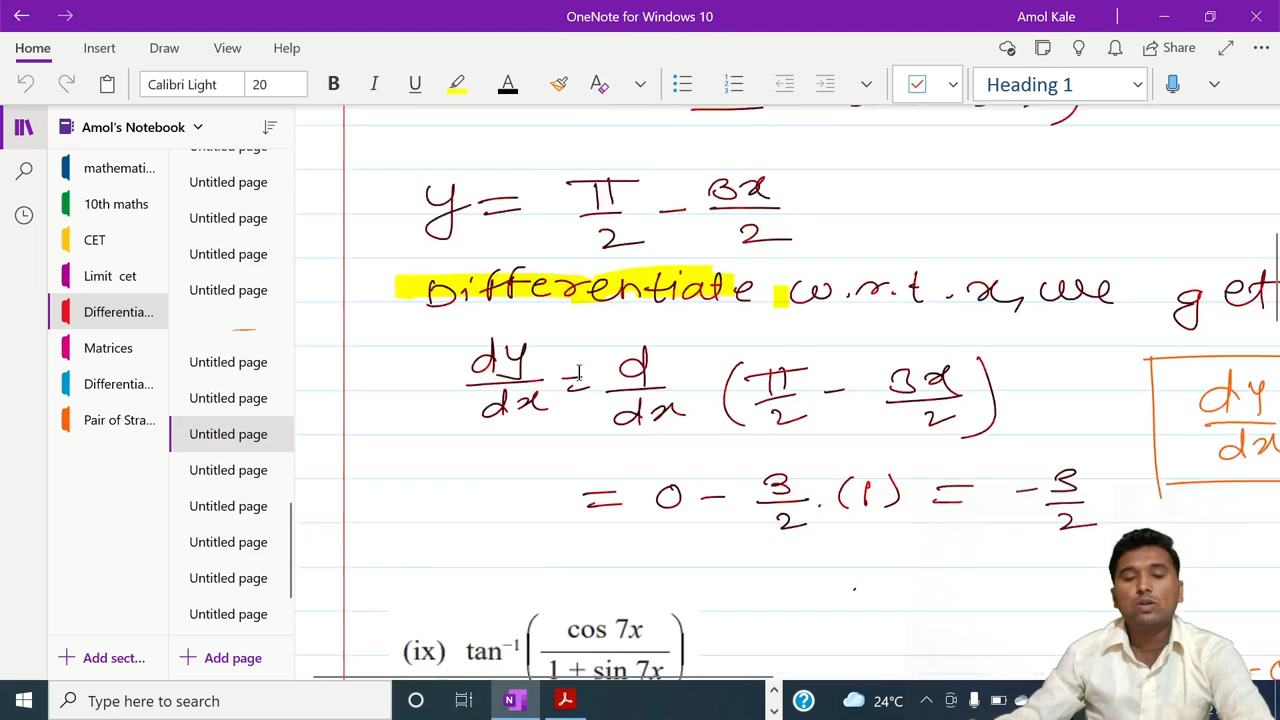 OneNote for Windows 10
Amol Kale
Home Insert Draw View Help
Share
Calibri Light 20 B I U A Heading 1
Amol's Notebook
Untitled page
mathemati...
Untitled page
10th maths
Untitled page
CET
Untitled page
Limit cet
Untitled page
Differentia...
Matrices
Untitled page
Differentia...
Untitled page
Pair of Stra...
Untitled page
Untitled page
Untitled page
Untitled page
Untitled page
Untitled page
Add sect... Add page
y = π/2 - 3x/2
Differentiate w.r.t.x, we get
dy/dx = d/dx (π/2 - 3x/2)
dy/dx
= 0 - 3/2 . (1) = -3/2
(ix) tan⁻¹ (cos 7x / 1 + sin 7x)
Type here to search
24°C